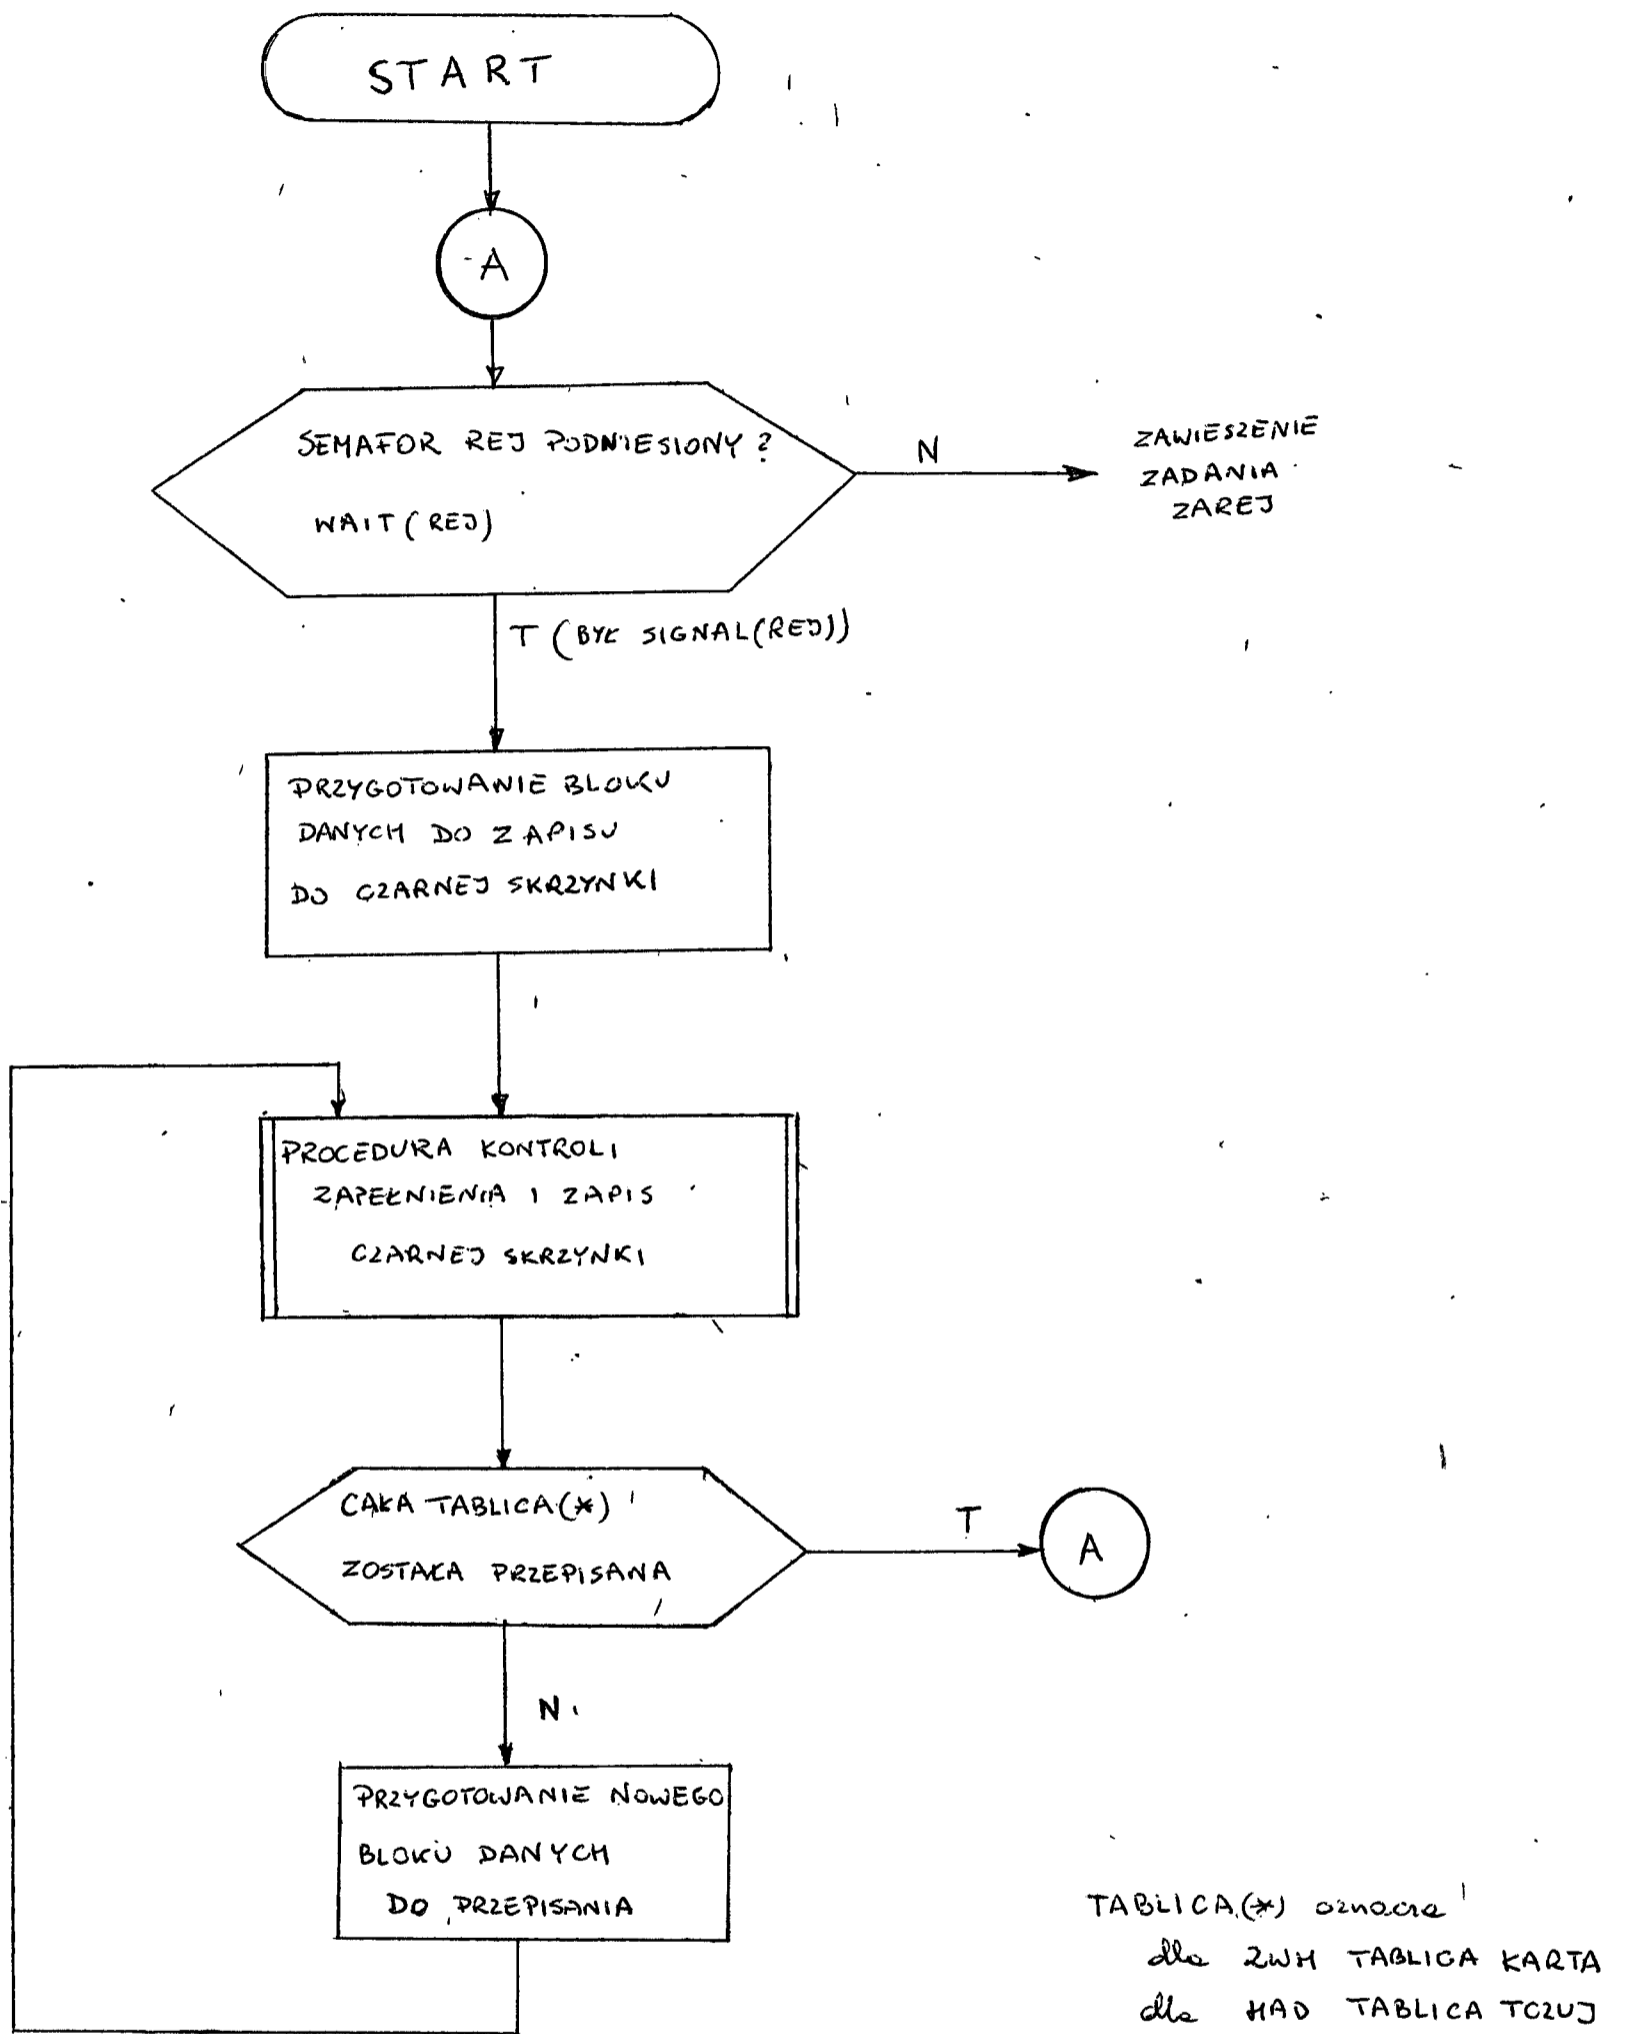 START
A
SEMAFOR REJ PODNIESIONY?
WAIT (REJ)
N
ZAWIESZENIE
ZADANIA
ZAREJ
T (BYŁ SIGNAL(REJ))
PRZYGOTOWANIE BLOKU
DANYCH DO ZAPISU
DO CZARNEJ SKRZYNKI
PROCEDURA KONTROLI
ZAPEŁNIENIA I ZAPIS
CZARNEJ SKRZYNKI
CAŁA TABLICA(*)
ZOSTAŁA PRZEPISANA
T
A
N
PRZYGOTOWANIE NOWEGO
BLOKU DANYCH
DO PRZEPISANIA
TABLICA(*) oznacza
dla ZWM TABLICA KARTA
dla MAD TABLICA TCZUJ